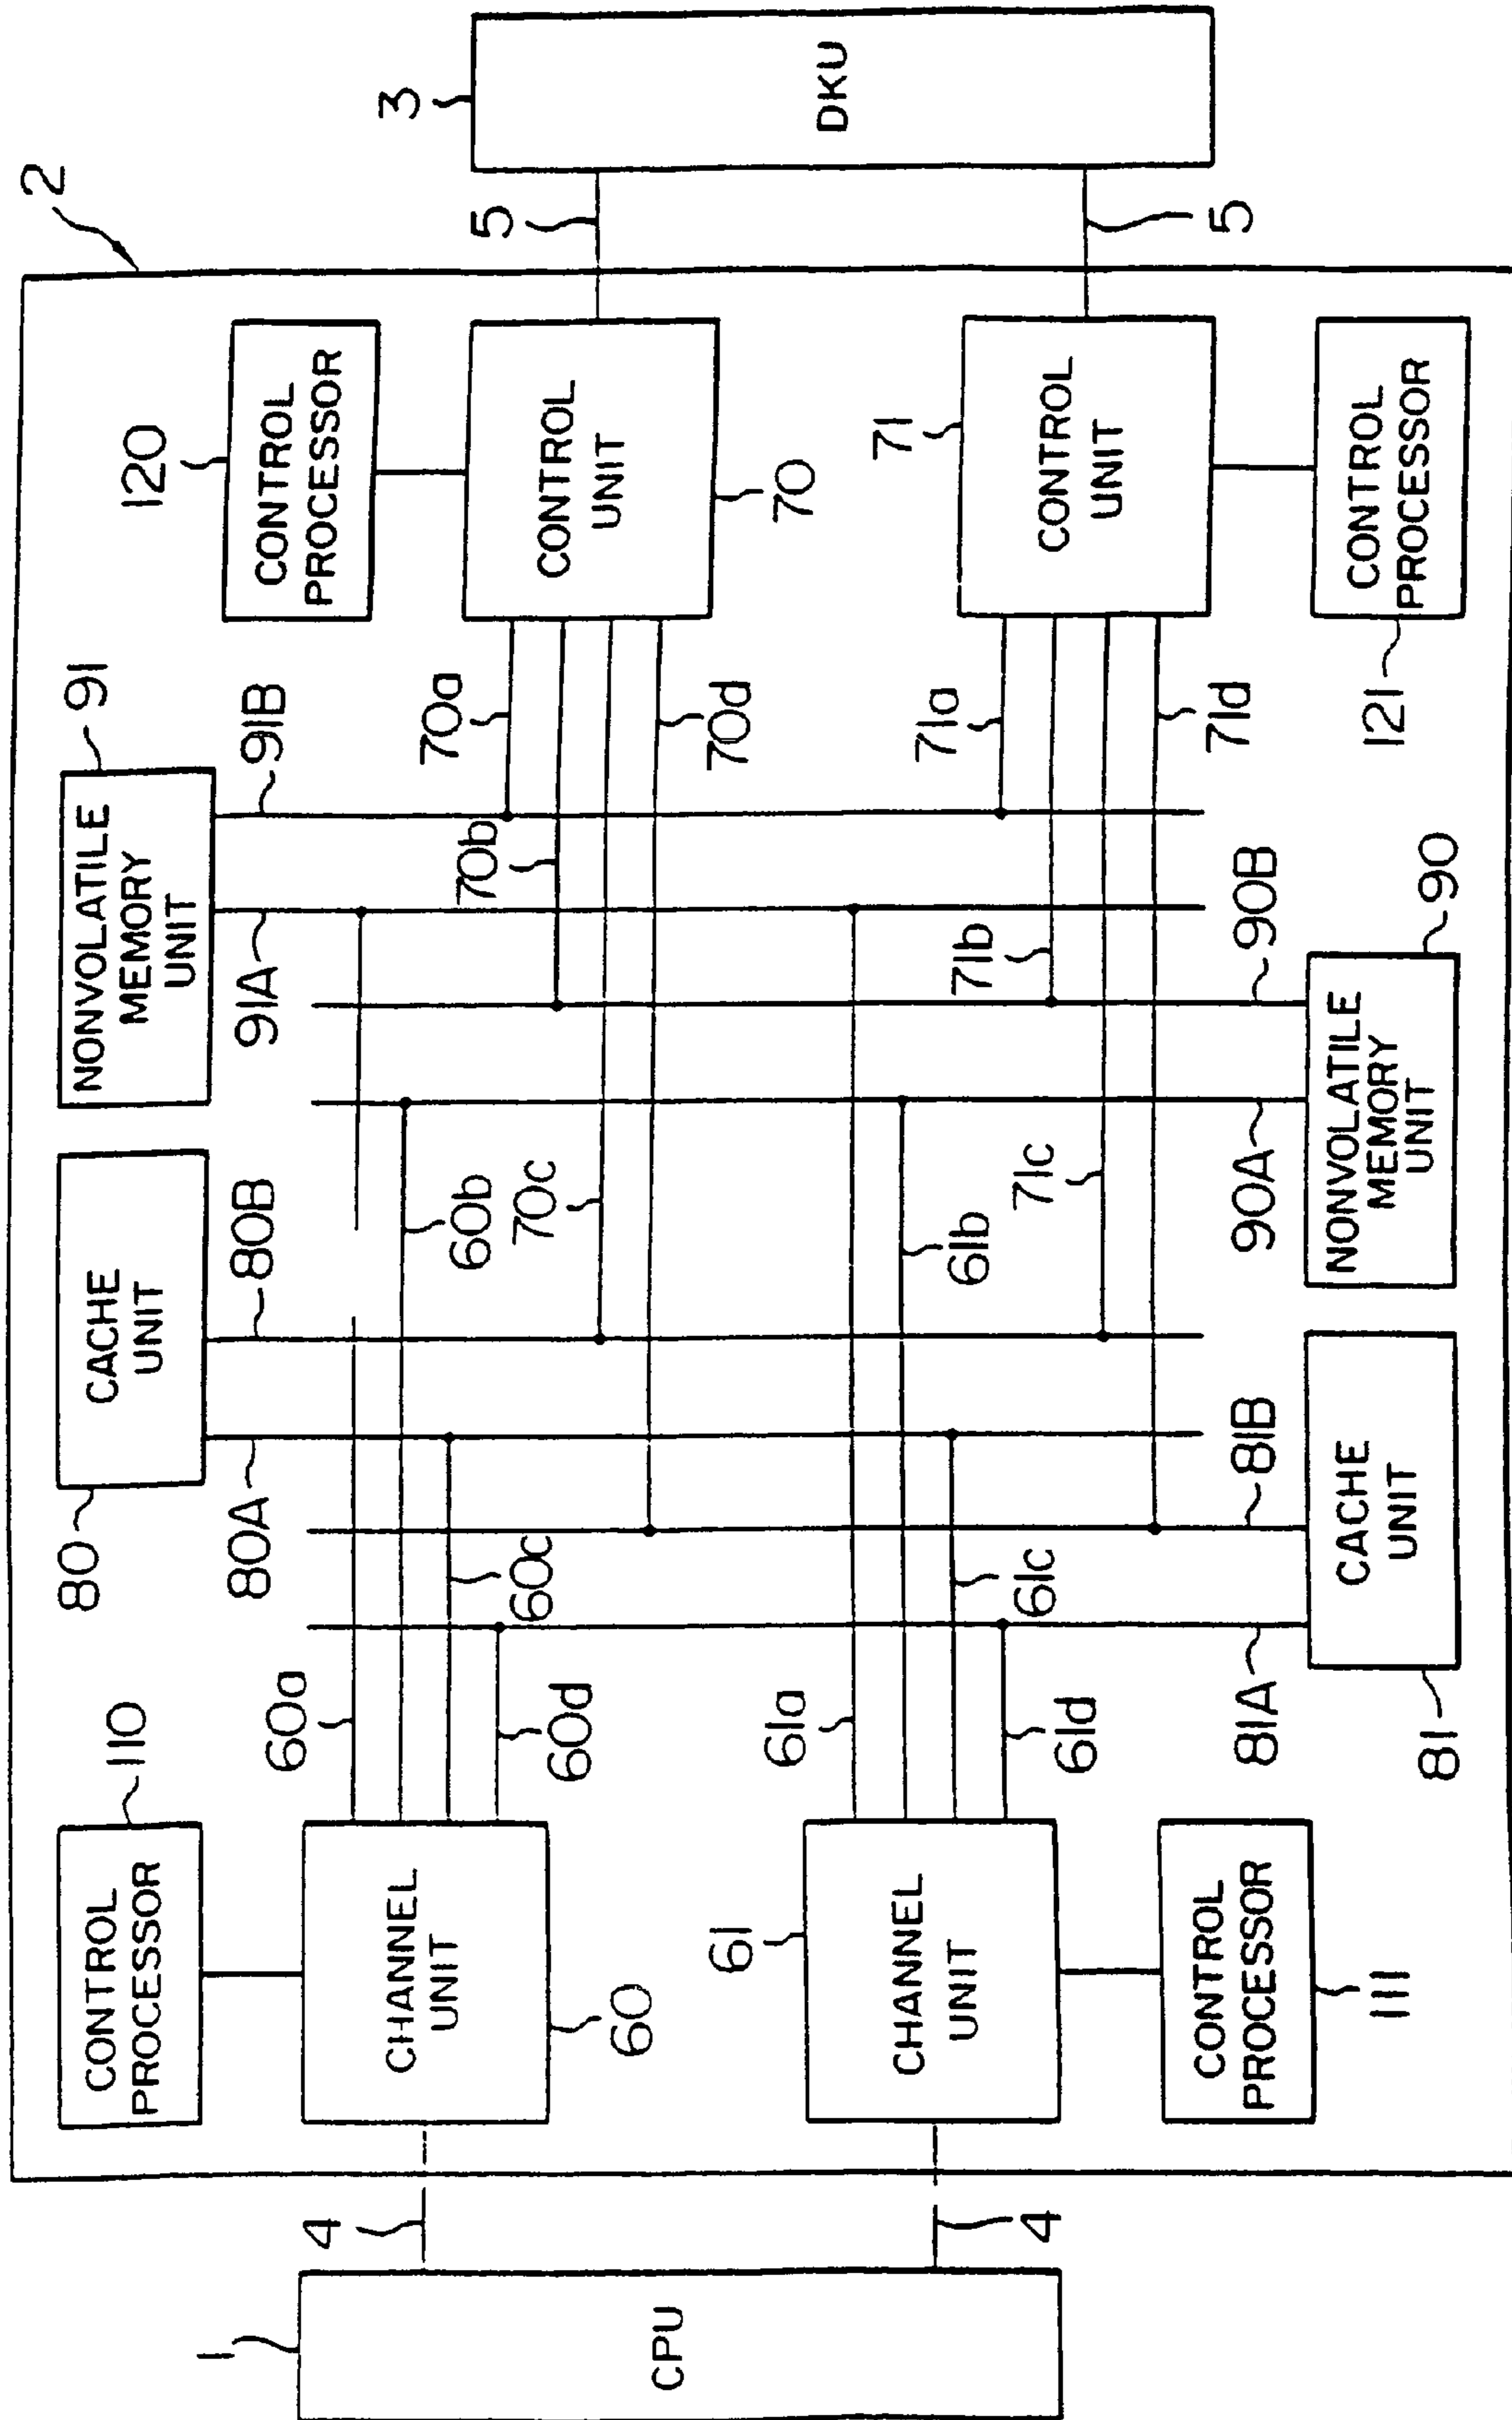 1
CPU
4
4
2
CONTROL
PROCESSOR
110
CHANNEL
UNIT
60
61
CHANNEL
UNIT
CONTROL
PROCESSOR
111
60a
60b
60c
60d
61a
61b
61c
61d
80
CACHE
UNIT
80A
80B
81A
81B
CACHE
UNIT
81
NONVOLATILE
MEMORY
UNIT
91
91A
91B
90A
90B
NONVOLATILE
MEMORY
UNIT
90
70a
70b
70c
70d
71a
71b
71c
71d
120
CONTROL
PROCESSOR
CONTROL
UNIT
70
71
CONTROL
UNIT
CONTROL
PROCESSOR
121
5
5
3
DKU